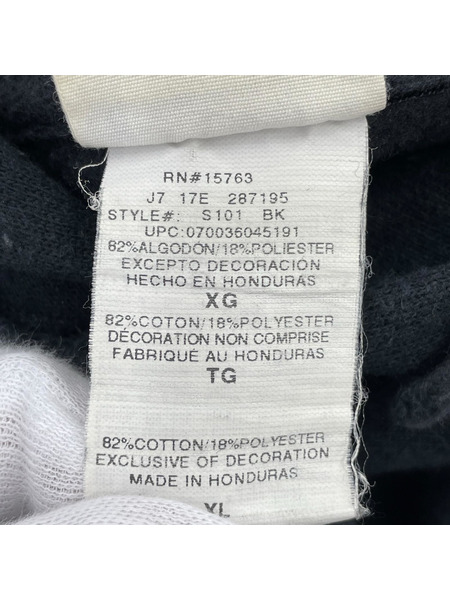 RN#15763
J7 17E 287195
STYLE#: S101 BK
UPC:070036045191
82%ALGODÓN/18%POLIESTER
EXCEPTO DECORACIÓN
HECHO EN HONDURAS
XG
82%COTON/18%POLYESTER
DÉCORATION NON COMPRISE
FABRIQUÉ AU HONDURAS
TG
82%COTTON/18%POLYESTER
EXCLUSIVE OF DECORATION
MADE IN HONDURAS
XL